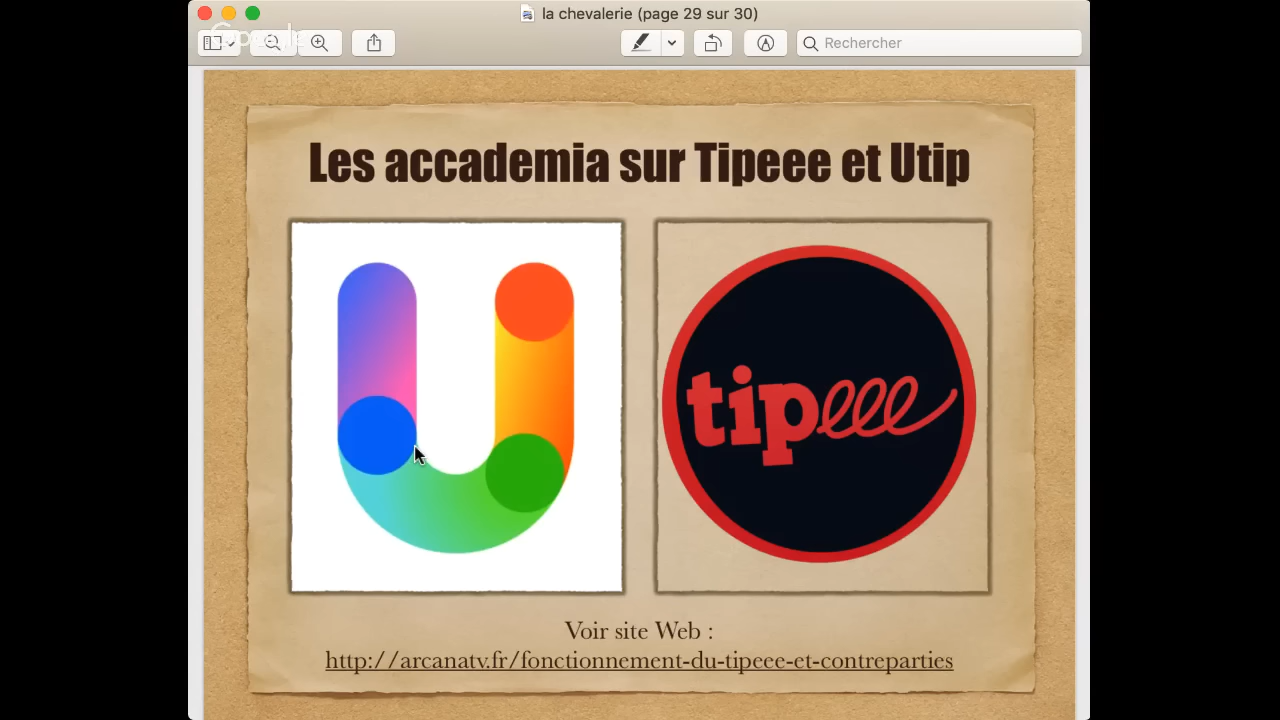 la chevalerie (page 29 sur 30)
Google
Rechercher
Les accademia sur Tipeee et Utip
tipeee
Voir site Web :
http://arcanatv.fr/fonctionnement-du-tipeee-et-contreparties